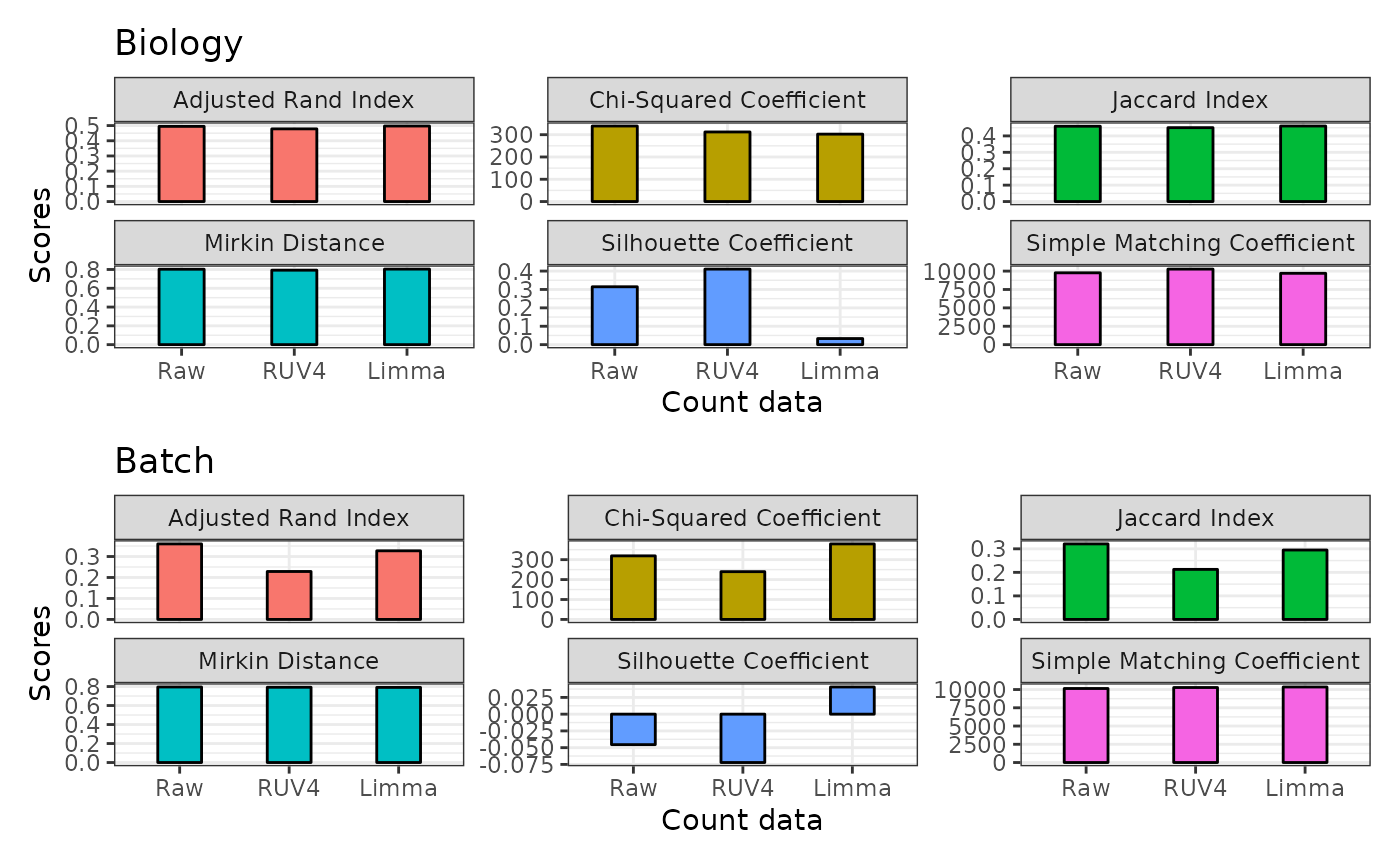 Biology
Adjusted Rand Index
Chi-Squared Coefficient
Jaccard Index
0.5
0.4
0.3
0.2
0.1
0.0
300
200
100
0
0.4
0.3
0.2
0.1
0.0
Scores
Mirkin Distance
Silhouette Coefficient
Simple Matching Coefficient
0.8
0.6
0.4
0.2
0.0
0.4
0.3
0.2
0.1
0.0
10000
7500
5000
2500
0
Raw RUV4 Limma
Raw RUV4 Limma
Raw RUV4 Limma
Count data
Batch
Adjusted Rand Index
Chi-Squared Coefficient
Jaccard Index
0.3
0.2
0.1
0.0
300
200
100
0
0.3
0.2
0.1
0.0
Scores
Mirkin Distance
Silhouette Coefficient
Simple Matching Coefficient
0.8
0.6
0.4
0.2
0.0
0.025
0.000
-0.025
-0.050
-0.075
10000
7500
5000
2500
0
Raw RUV4 Limma
Raw RUV4 Limma
Raw RUV4 Limma
Count data